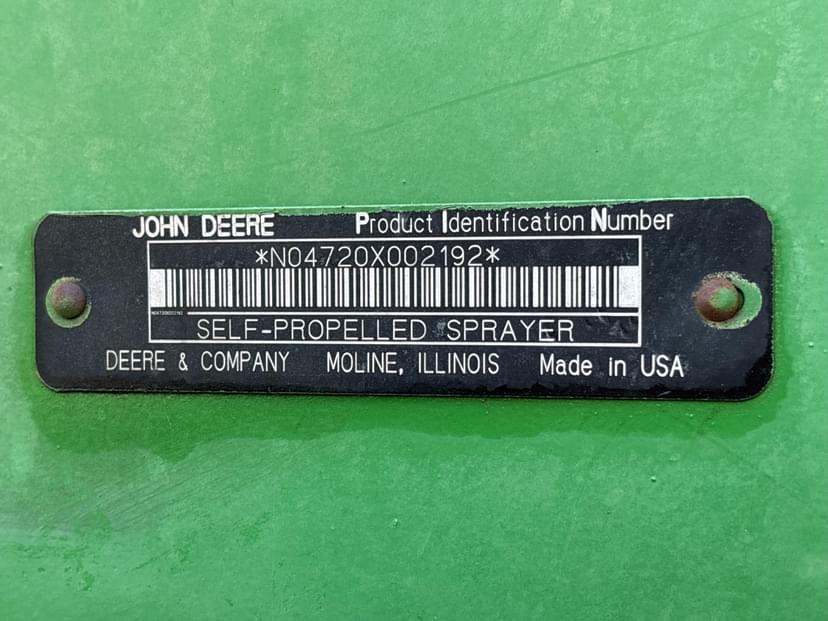 JOHN DEERE Product Identification Number
*N04720X002192*
SELF-PROPELLED SPRAYER
DEERE & COMPANY MOLINE, ILLINOIS Made in USA